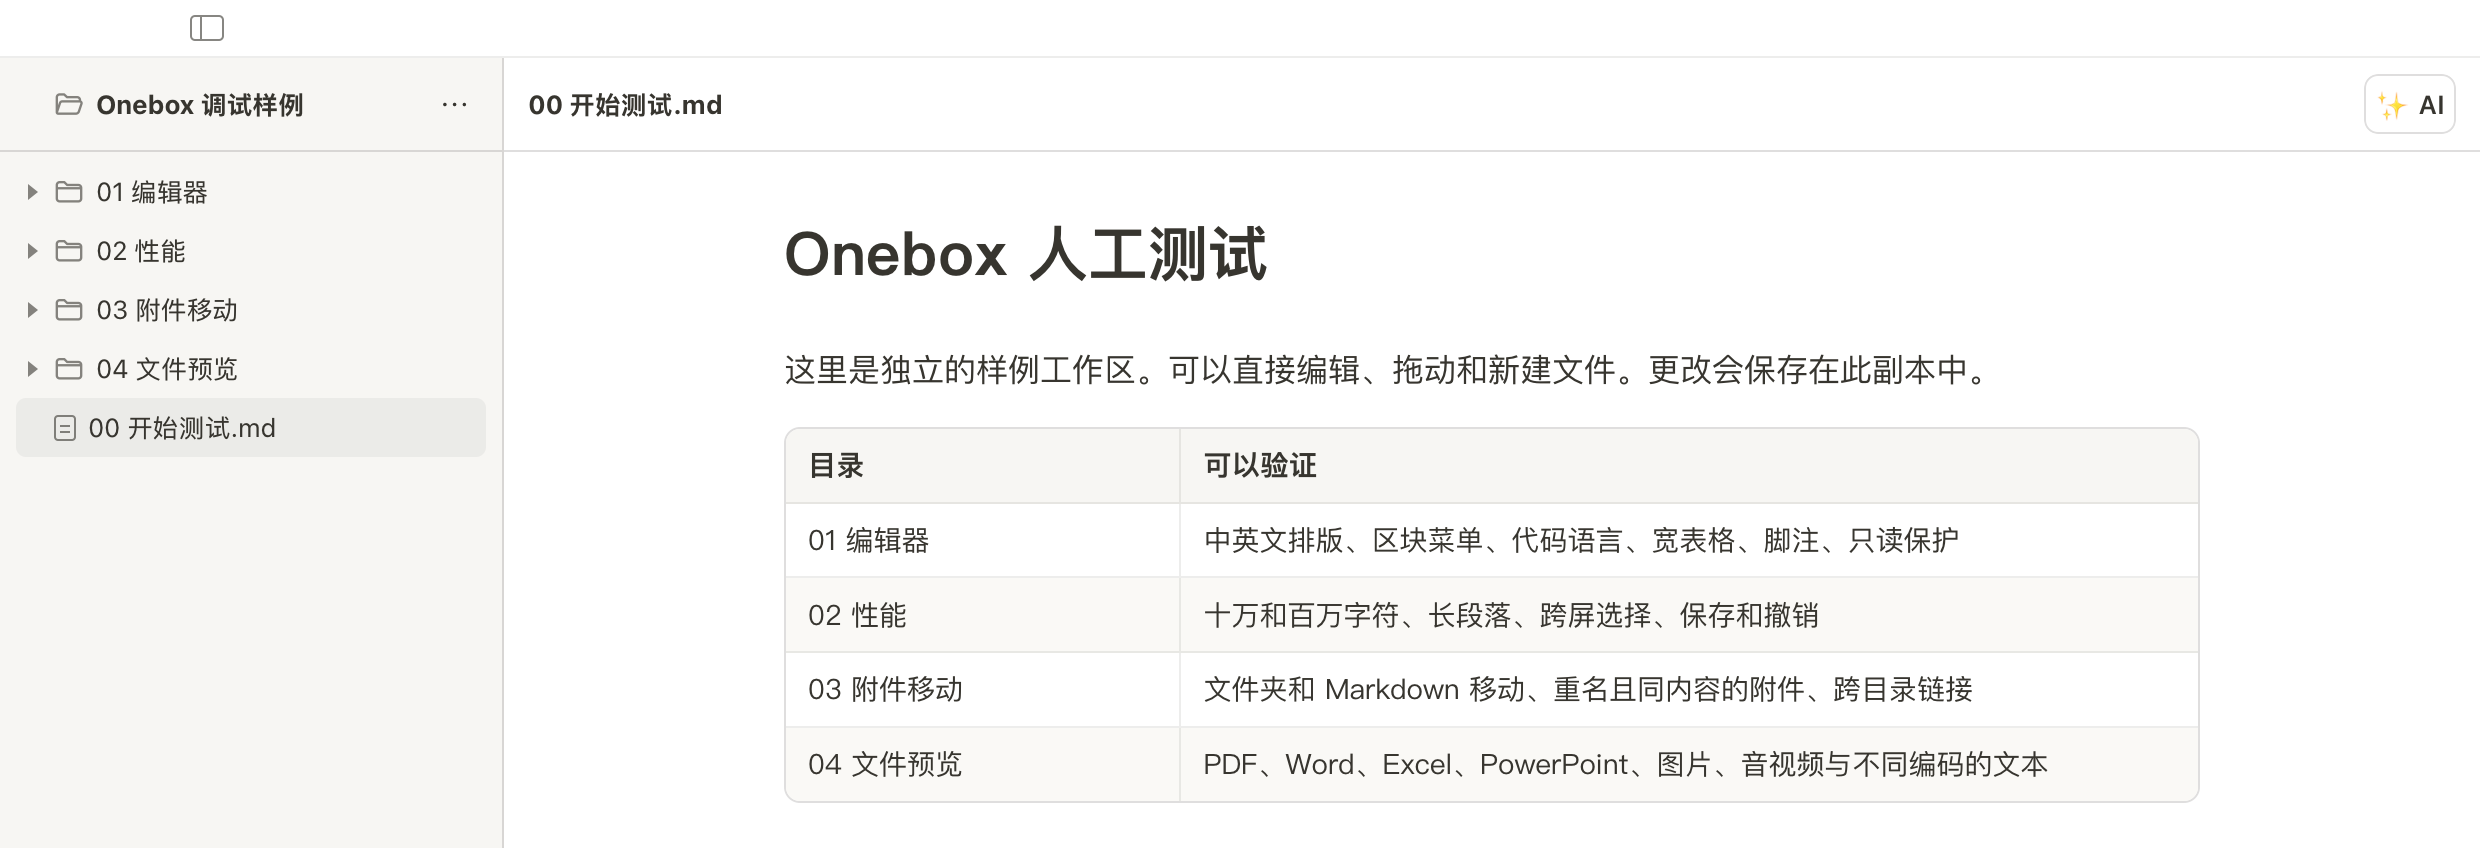 Onebox 调试样例
01 编辑器
02 性能
03 附件移动
04 文件预览
00 开始测试.md
00 开始测试.md
AI
Onebox 人工测试
这里是独立的样例工作区。可以直接编辑、拖动和新建文件。更改会保存在此副本中。
目录 可以验证
01 编辑器 中英文排版、区块菜单、代码语言、宽表格、脚注、只读保护
02 性能 十万和百万字符、长段落、跨屏选择、保存和撤销
03 附件移动 文件夹和 Markdown 移动、重名且同内容的附件、跨目录链接
04 文件预览 PDF、Word、Excel、PowerPoint、图片、音视频与不同编码的文本